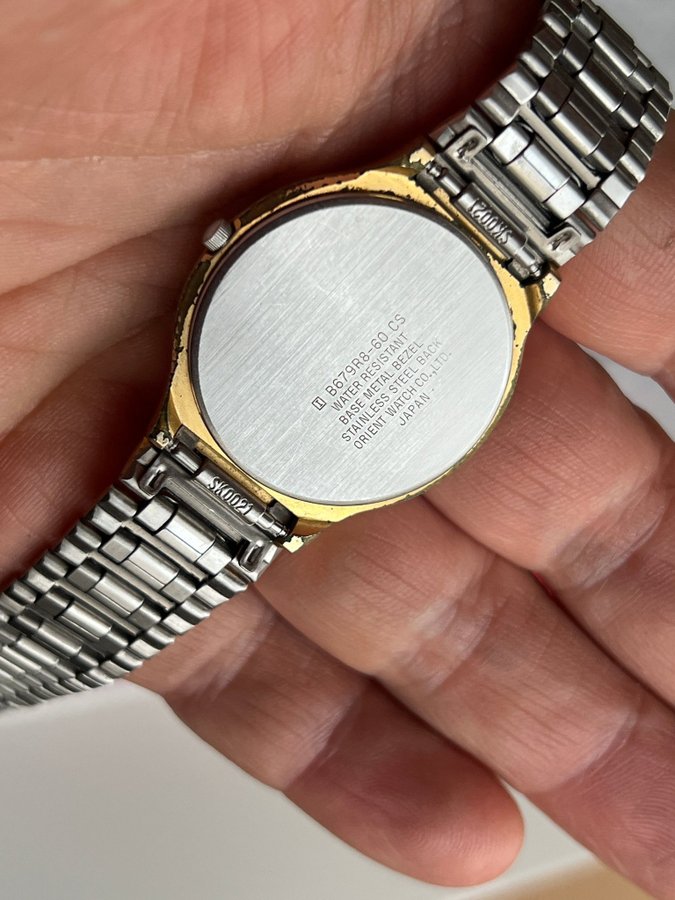 B679R8-60 CS
WATER RESISTANT
BASE METAL BEZEL
STAINLESS STEEL BACK
ORIENT WATCH CO.,LTD.
JAPAN
SK0021
SK0021